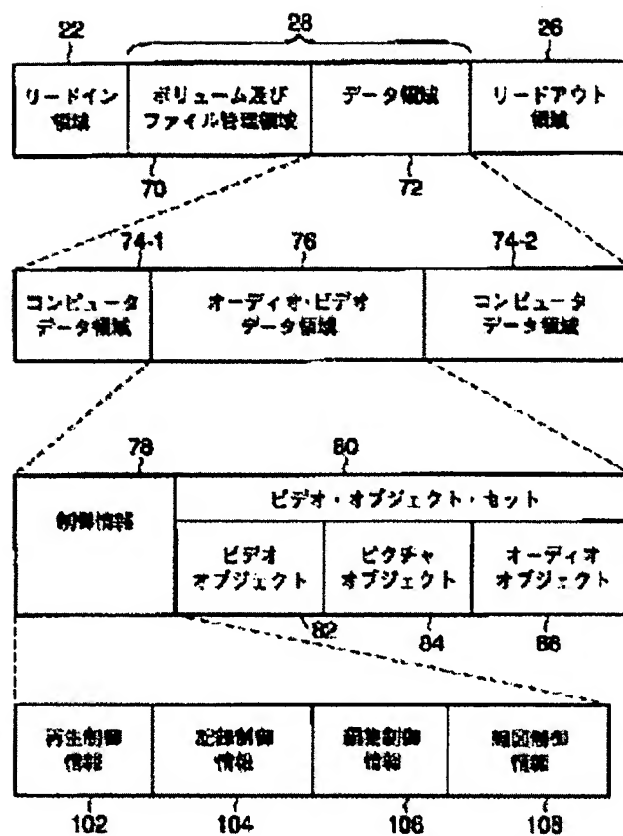 22
28
26
リードイン
領域
ボリューム及び
ファイル管理領域
データ領域
リードアウト
領域
70
72
74-1
76
74-2
コンピュータ
データ領域
オーディオ・ビデオ
データ領域
コンピュータ
データ領域
78
80
制御情報
ビデオ・オブジェクト・セット
ビデオ
オブジェクト
ピクチャ
オブジェクト
オーディオ
オブジェクト
82
84
86
再生制御
情報
記録制御
情報
編集制御
情報
縮図制御
情報
102
104
106
108